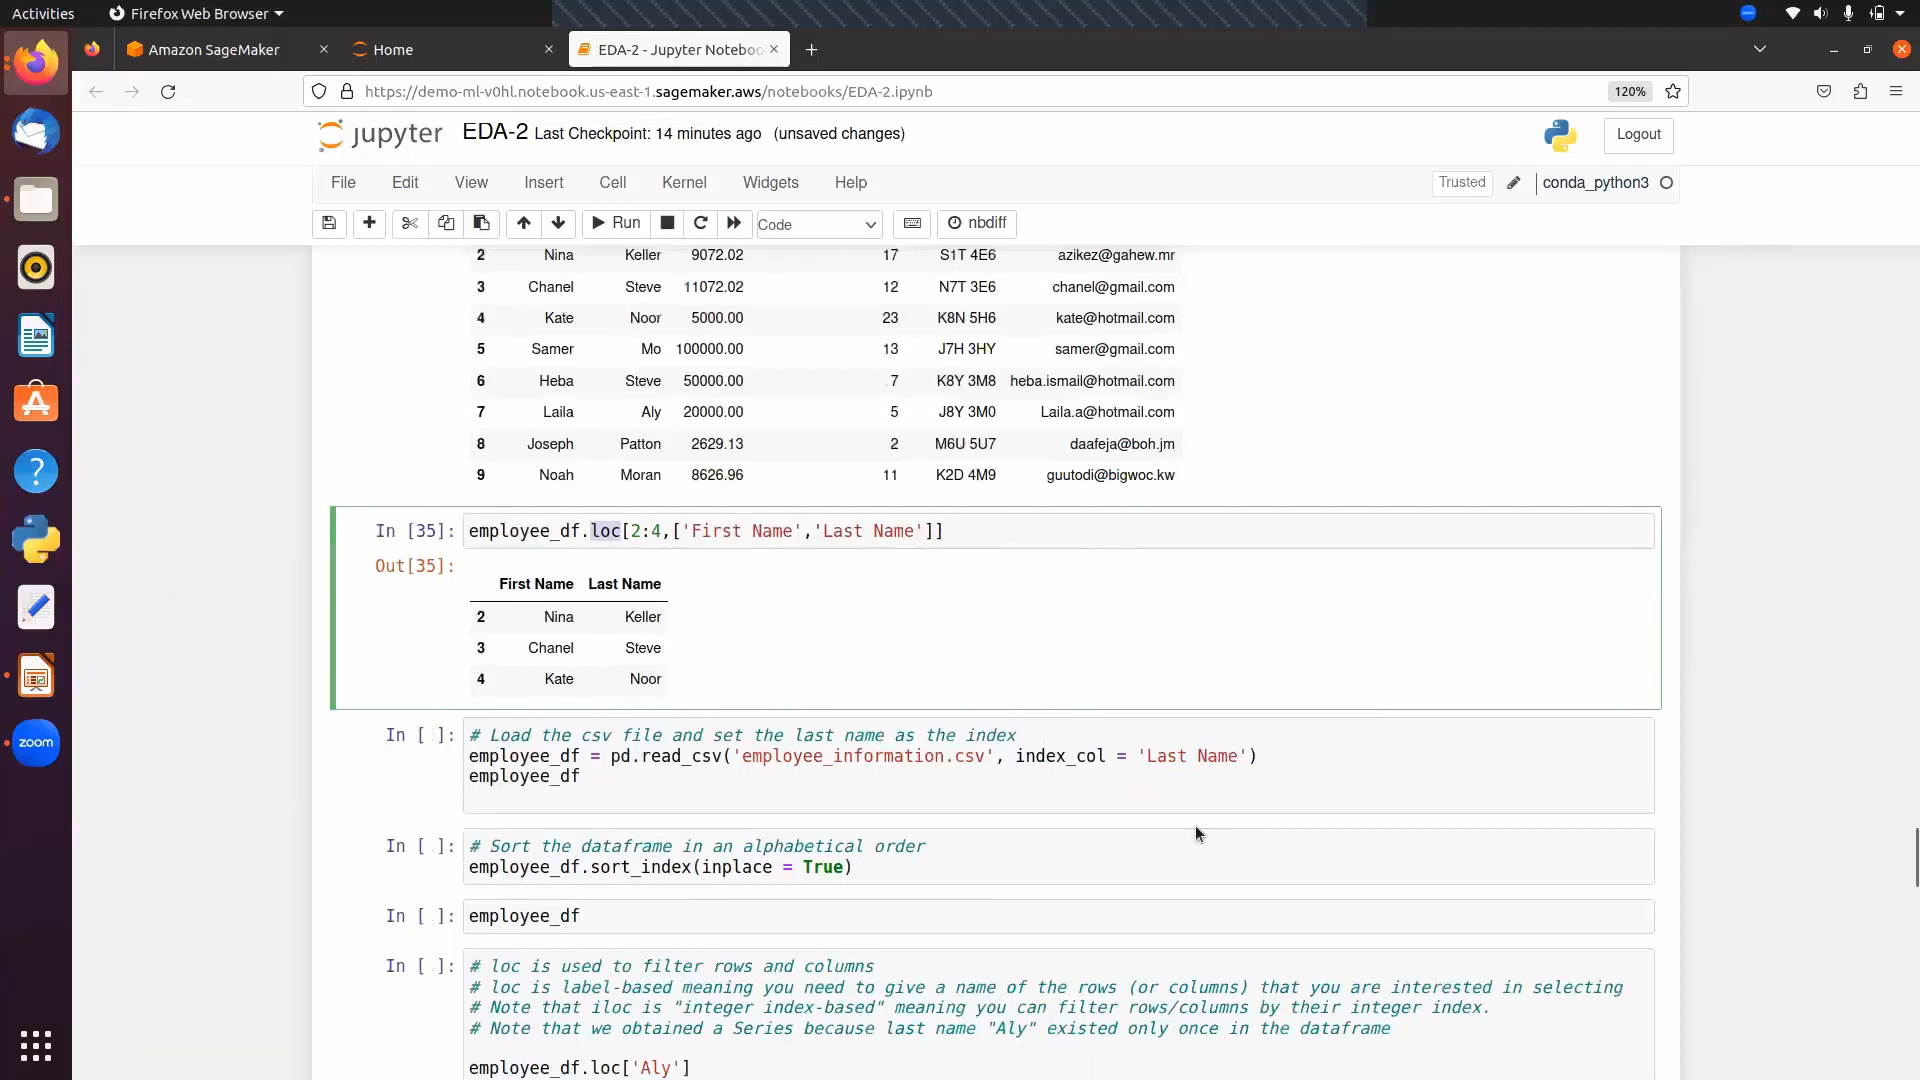 Activities Firefox Web Browser
Amazon SageMaker Home EDA-2 - Jupyter Noteboo
https://demo-ml-v0hl.notebook.us-east-1.sagemaker.aws/notebooks/EDA-2.ipynb 120%
jupyter EDA-2 Last Checkpoint: 14 minutes ago (unsaved changes) Logout
File Edit View Insert Cell Kernel Widgets Help Trusted conda_python3
Run Code nbdiff
2 Nina Keller 9072.02 17 S1T 4E6 azikez@gahew.mr
3 Chanel Steve 11072.02 12 N7T 3E6 chanel@gmail.com
4 Kate Noor 5000.00 23 K8N 5H6 kate@hotmail.com
5 Samer Mo 100000.00 13 J7H 3HY samer@gmail.com
6 Heba Steve 50000.00 7 K8Y 3M8 heba.ismail@hotmail.com
7 Laila Aly 20000.00 5 J8Y 3M0 Laila.a@hotmail.com
8 Joseph Patton 2629.13 2 M6U 5U7 daafeja@boh.jm
9 Noah Moran 8626.96 11 K2D 4M9 guutodi@bigwoc.kw
In [35]: employee_df.loc[2:4,['First Name','Last Name']]
Out[35]:
First Name Last Name
2 Nina Keller
3 Chanel Steve
4 Kate Noor
In [ ]: # Load the csv file and set the last name as the index
employee_df = pd.read_csv('employee_information.csv', index_col = 'Last Name')
employee_df
In [ ]: # Sort the dataframe in an alphabetical order
employee_df.sort_index(inplace = True)
In [ ]: employee_df
In [ ]: # loc is used to filter rows and columns
# loc is label-based meaning you need to give a name of the rows (or columns) that you are interested in selecting
# Note that iloc is "integer index-based" meaning you can filter rows/columns by their integer index.
# Note that we obtained a Series because last name "Aly" existed only once in the dataframe
employee_df.loc['Aly']
zoom